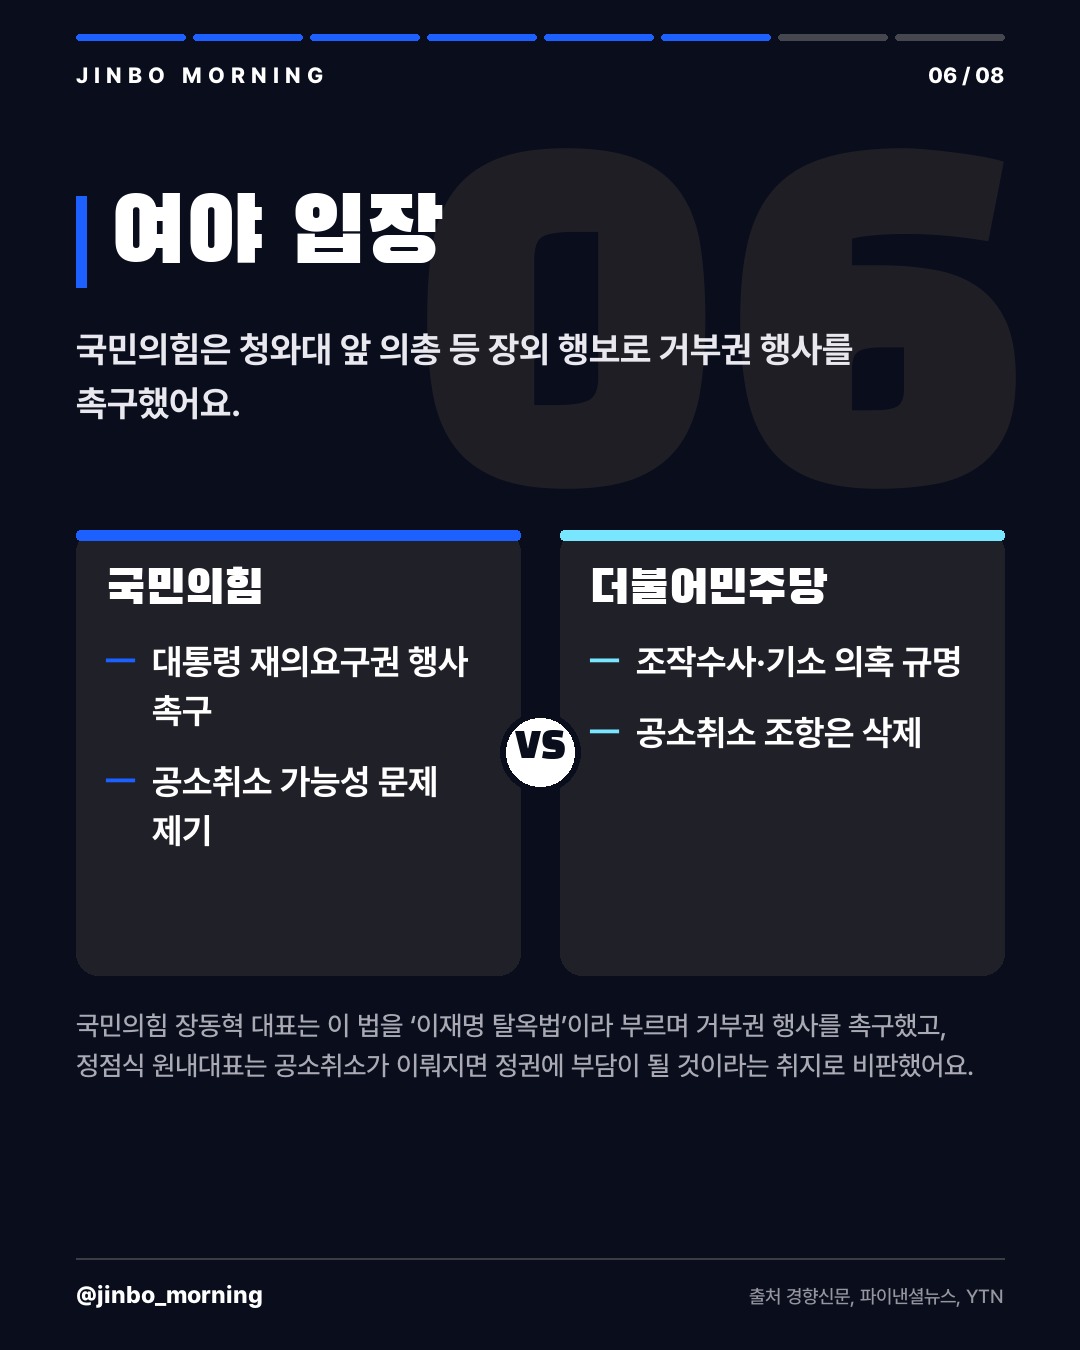 JINBO MORNING
06 / 08
06
여야 입장
국민의힘은 청와대 앞 의총 등 장외 행보로 거부권 행사를
촉구했어요.
국민의힘
— 대통령 재의요구권 행사
촉구
— 공소취소 가능성 문제
제기
VS
더불어민주당
— 조작수사·기소 의혹 규명
— 공소취소 조항은 삭제
국민의힘 장동혁 대표는 이 법을 ‘이재명 탈옥법’이라 부르며 거부권 행사를 촉구했고,
정점식 원내대표는 공소취소가 이뤄지면 정권에 부담이 될 것이라는 취지로 비판했어요.
@jinbo_morning
출처 경향신문, 파이낸셜뉴스, YTN